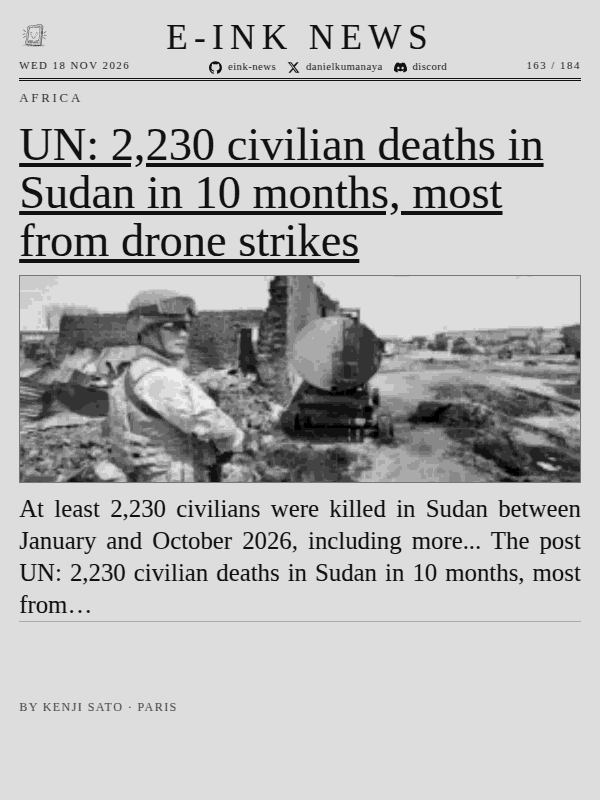 E-INK NEWS
WED 18 NOV 2026
eink-news danielkumanaya discord
163 / 184
AFRICA
UN: 2,230 civilian deaths in
Sudan in 10 months, most
from drone strikes
At least 2,230 civilians were killed in Sudan between
January and October 2026, including more... The post
UN: 2,230 civilian deaths in Sudan in 10 months, most
from…
BY KENJI SATO · PARIS